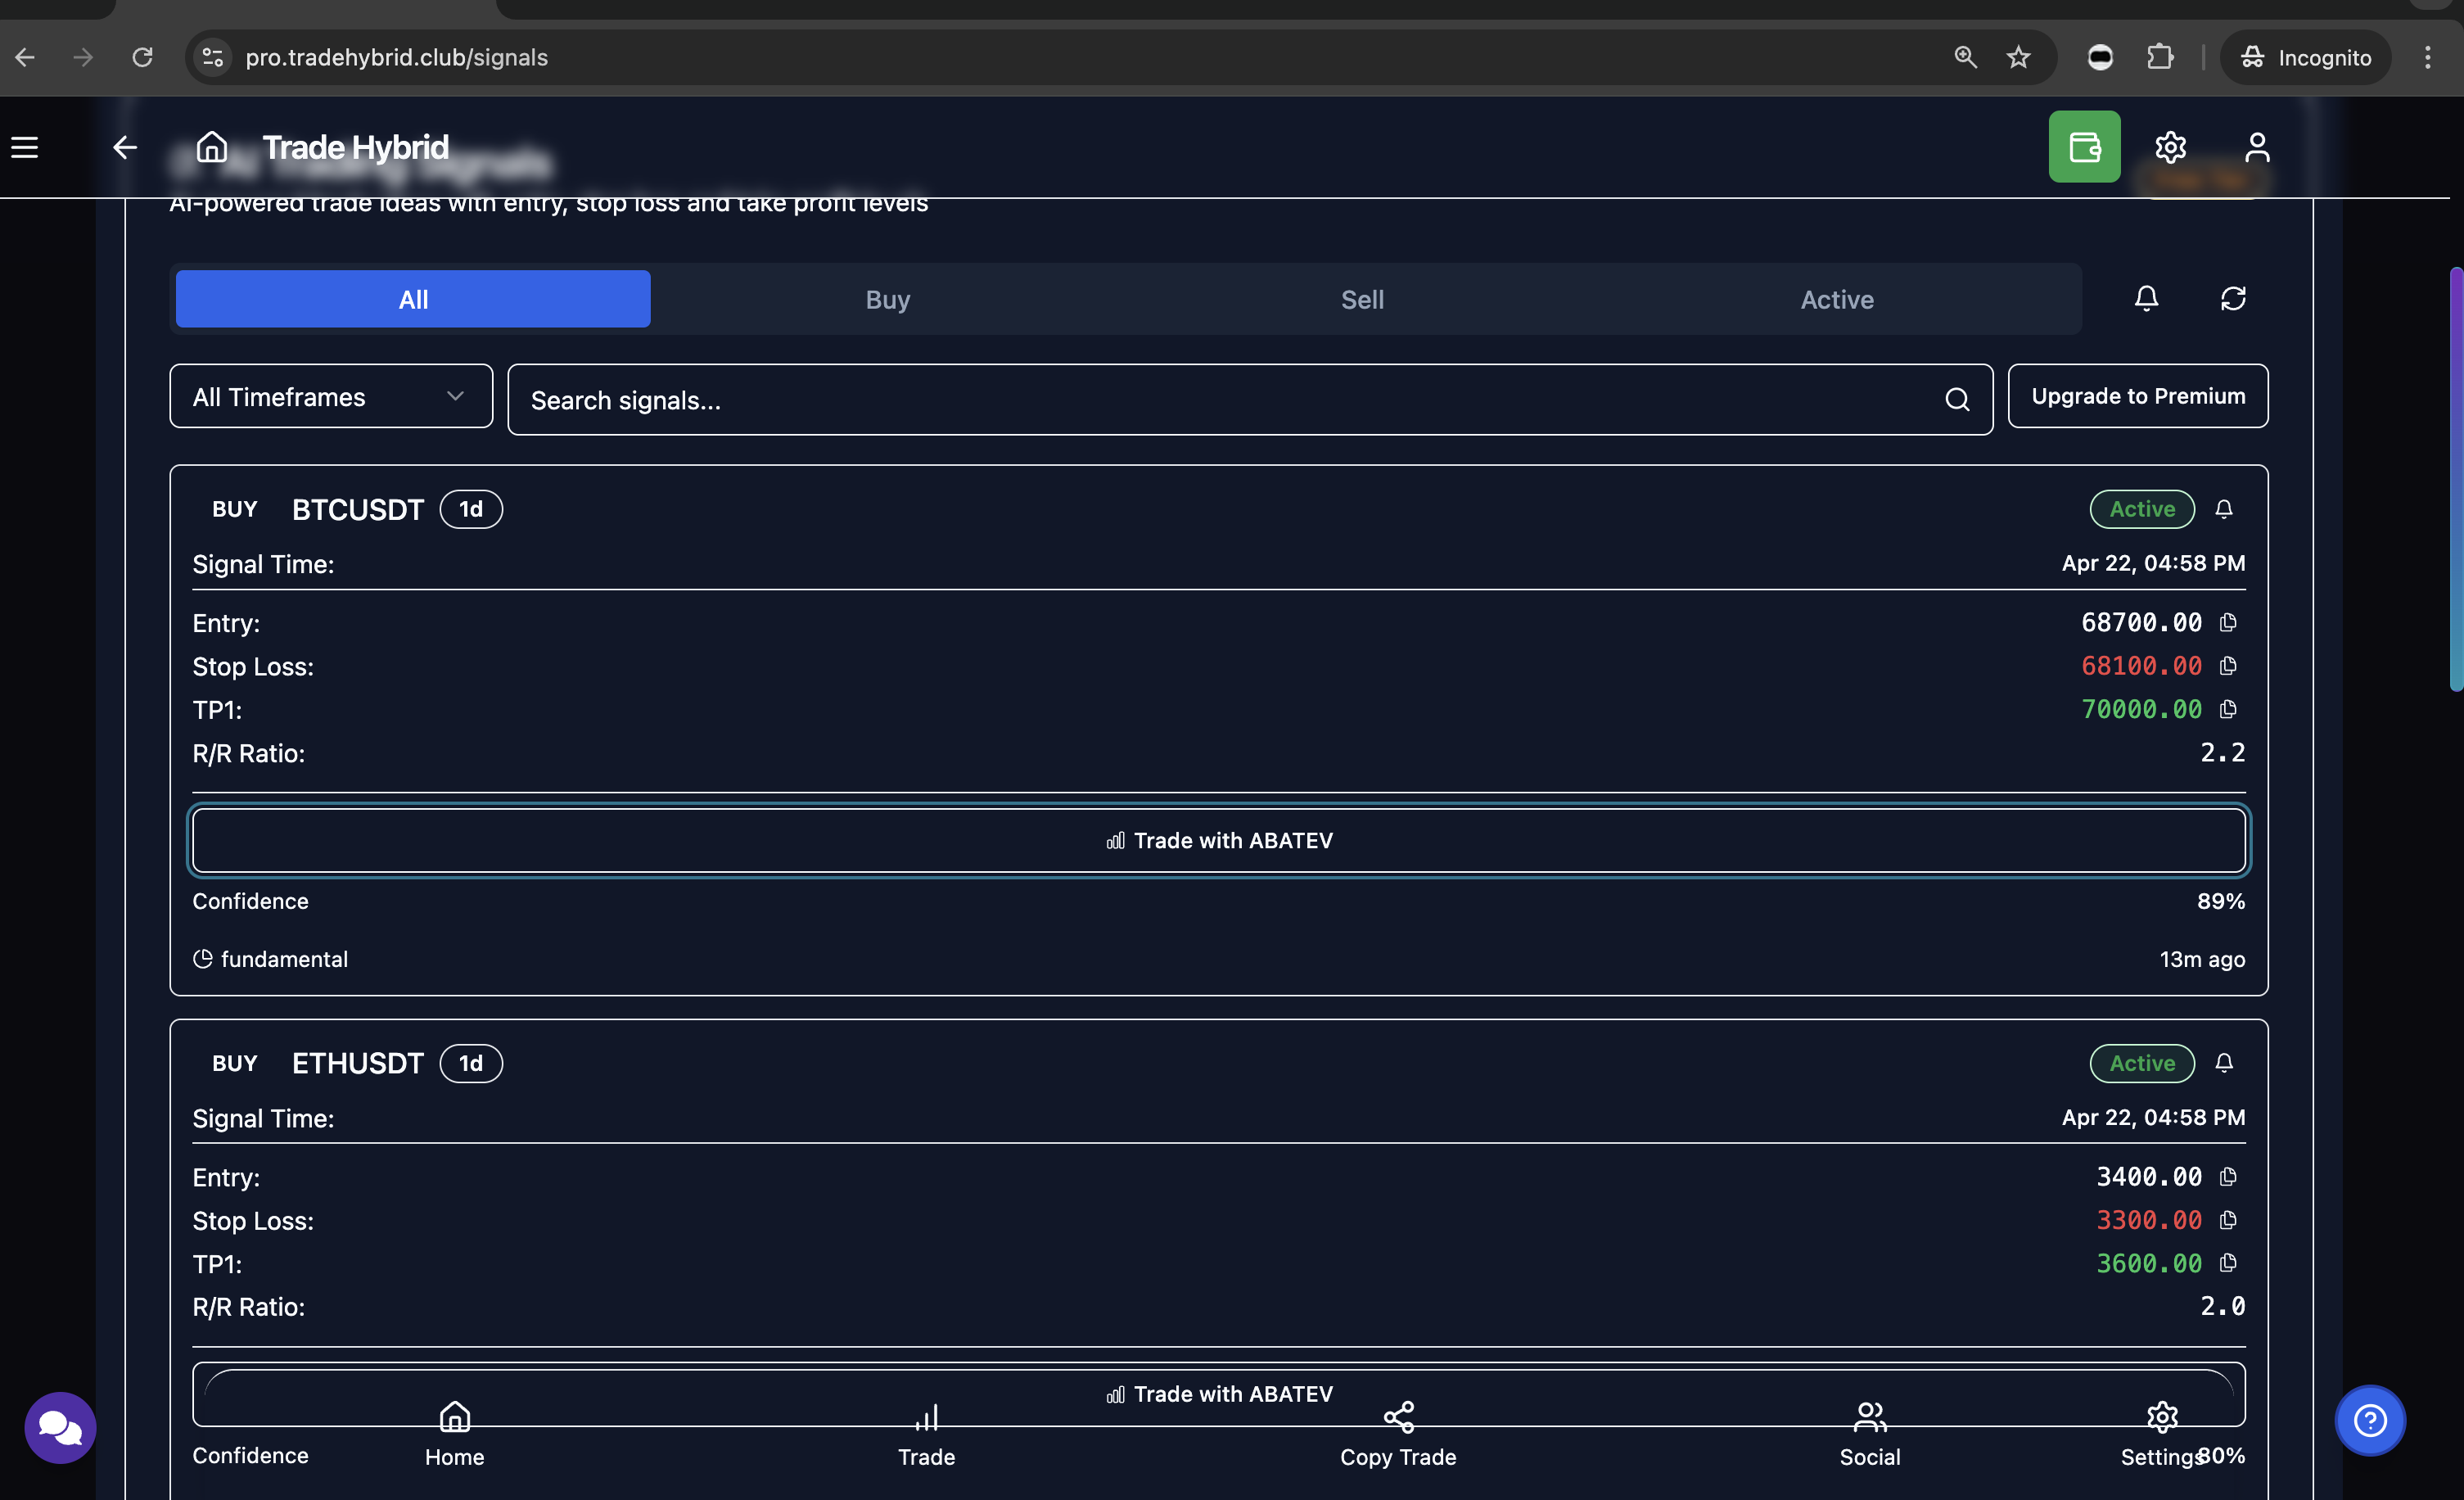 pro.tradehybrid.club/signals
Incognito
Trade Hybrid
AI Trading Signals
AI-powered trade ideas with entry, stop loss and take profit levels
All
Buy
Sell
Active
All Timeframes
Search signals...
Upgrade to Premium
BUY BTCUSDT 1d Active
Signal Time: Apr 22, 04:58 PM
Entry: 68700.00
Stop Loss: 68100.00
TP1: 70000.00
R/R Ratio: 2.2
Trade with ABATEV
Confidence 89%
fundamental 13m ago
BUY ETHUSDT 1d Active
Signal Time: Apr 22, 04:58 PM
Entry: 3400.00
Stop Loss: 3300.00
TP1: 3600.00
R/R Ratio: 2.0
Trade with ABATEV
Confidence 80%
Home
Trade
Copy Trade
Social
Settings